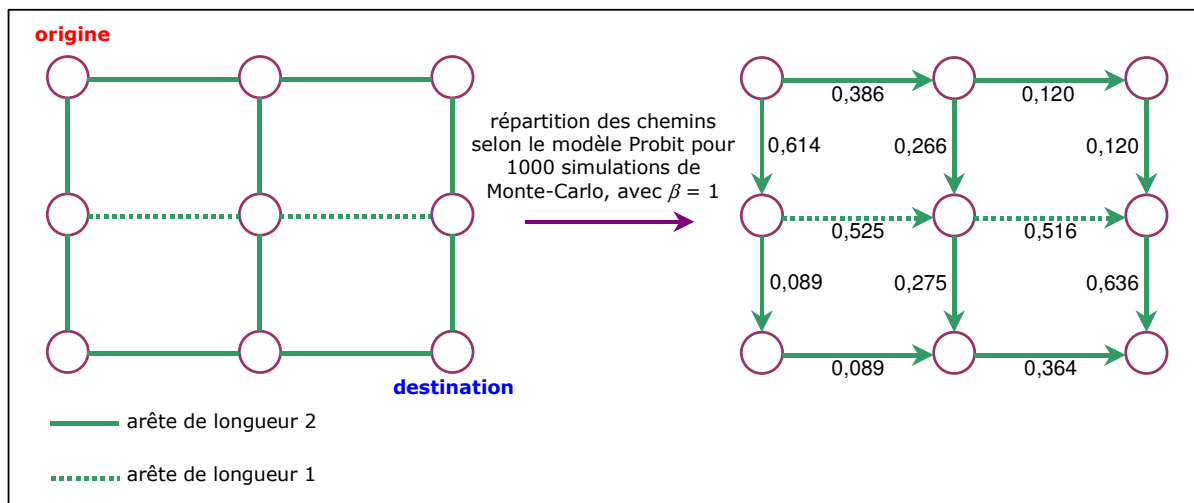 origine
0,386
0,120
répartition des chemins
selon le modèle Probit pour
1000 simulations de
Monte-Carlo, avec β = 1
0,614
0,266
0,120
0,525
0,516
0,089
0,275
0,636
0,089
0,364
destination
arête de longueur 2
arête de longueur 1